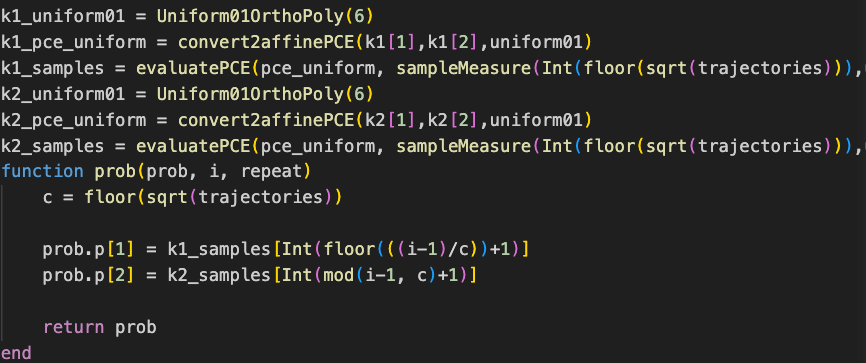 k1_uniform01 = Uniform01OrthoPoly(6)
k1_pce_uniform = convert2affinePCE(k1[1],k1[2],uniform01)
k1_samples = evaluatePCE(pce_uniform, sampleMeasure(Int(floor(sqrt(trajectories))),
k2_uniform01 = Uniform01OrthoPoly(6)
k2_pce_uniform = convert2affinePCE(k2[1],k2[2],uniform01)
k2_samples = evaluatePCE(pce_uniform, sampleMeasure(Int(floor(sqrt(trajectories))),
function prob(prob, i, repeat)
    c = floor(sqrt(trajectories))
    prob.p[1] = k1_samples[Int(floor(((i-1)/c))+1)]
    prob.p[2] = k2_samples[Int(mod(i-1, c)+1)]
    return prob
end